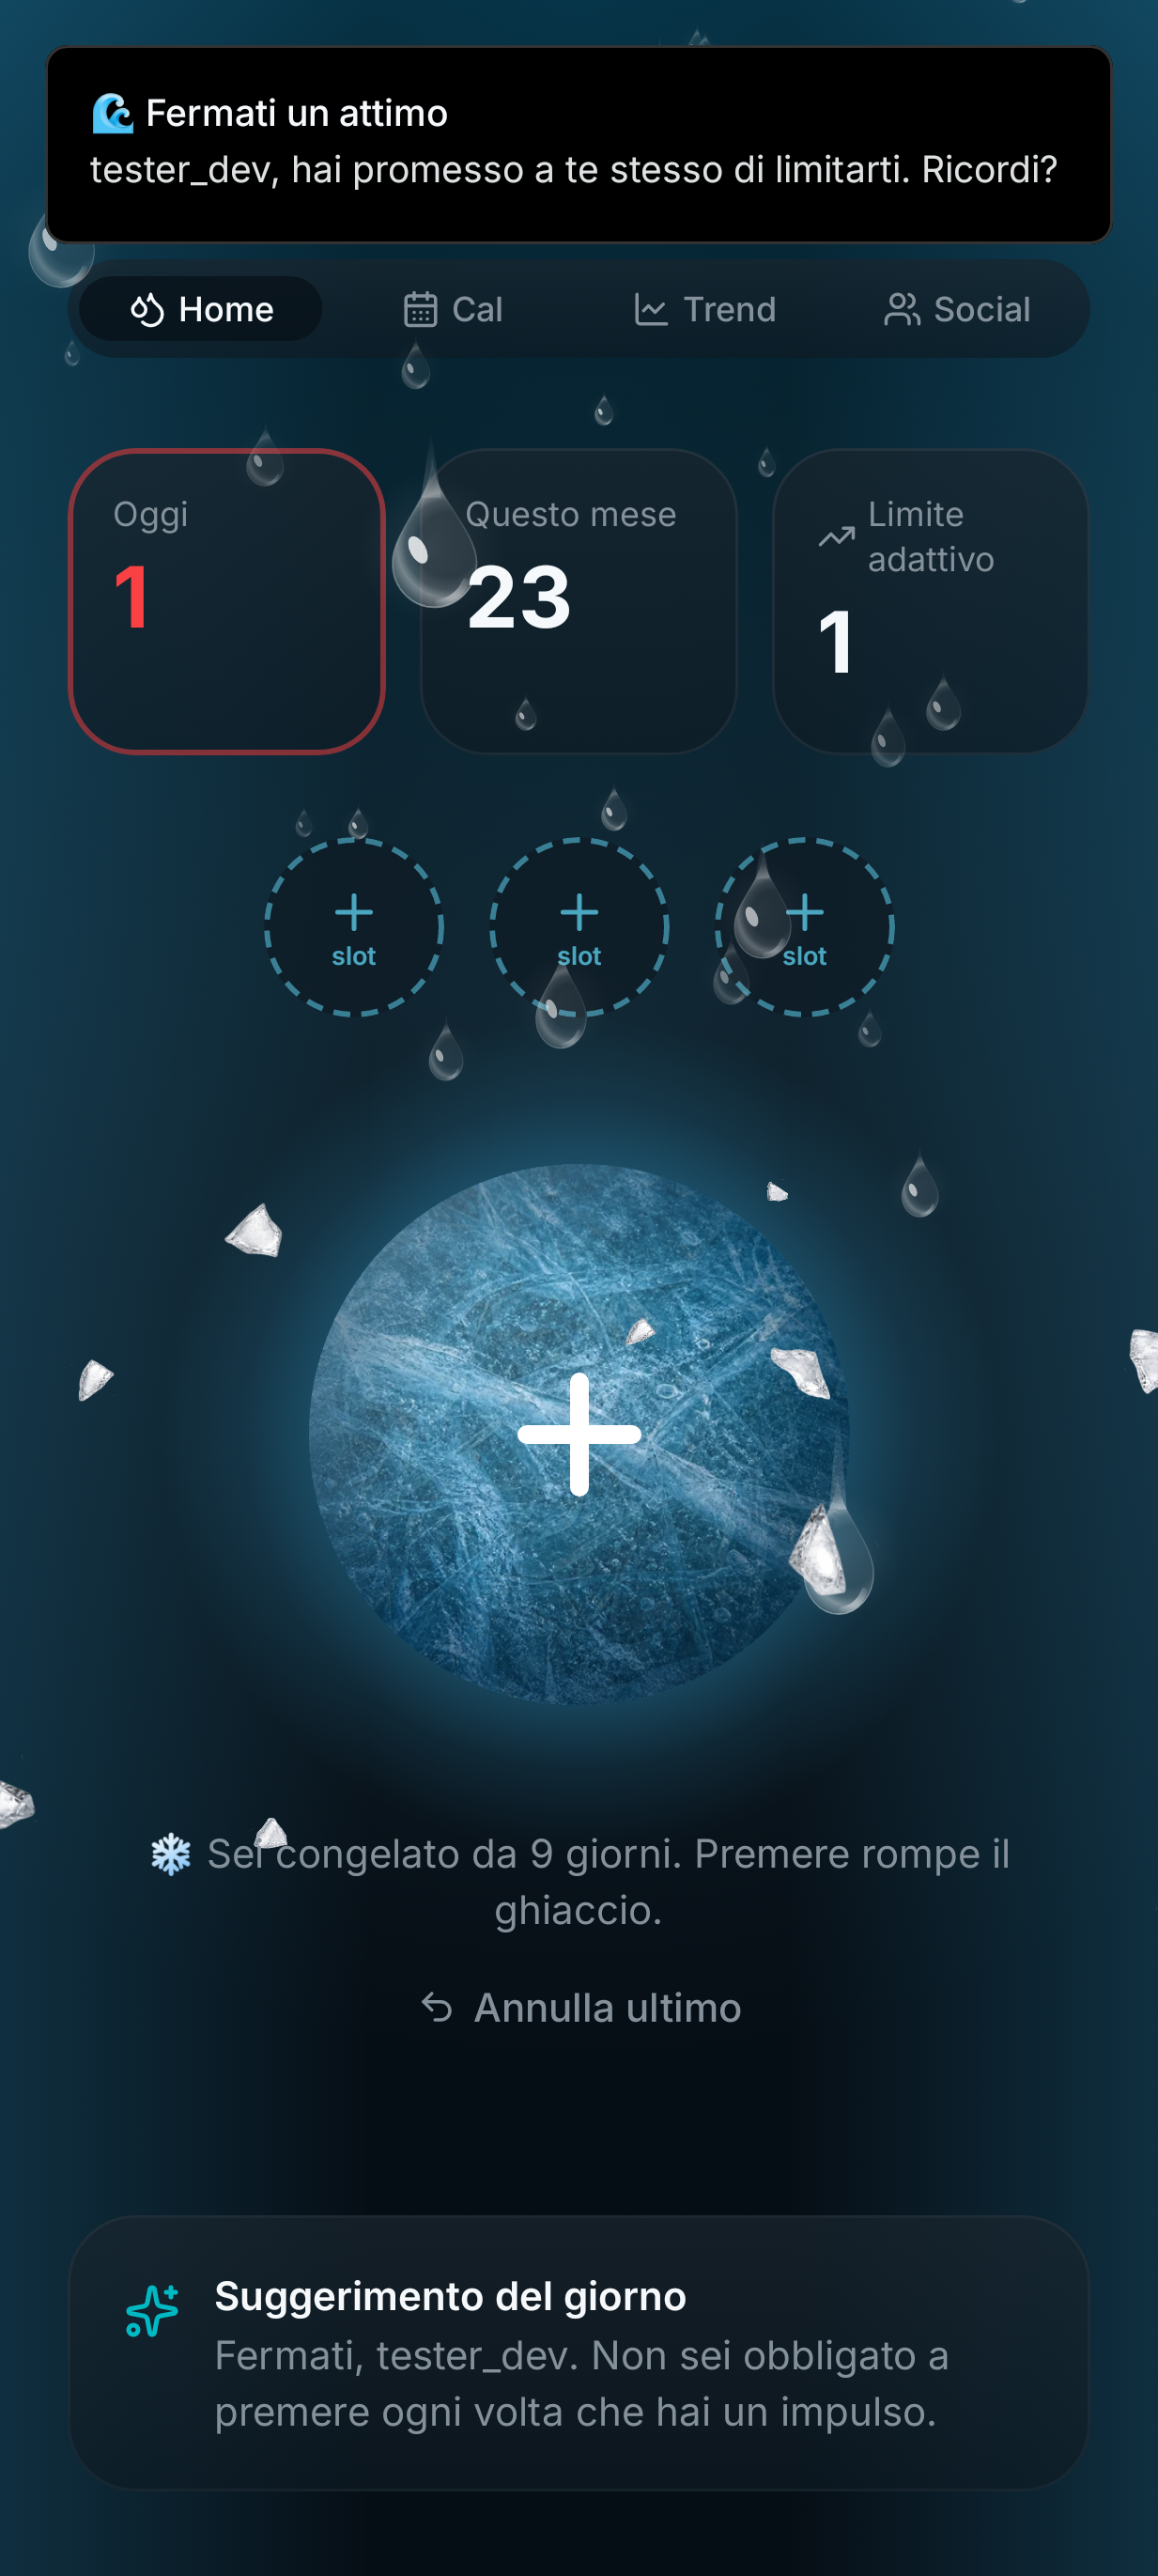 🌊 Fermati un attimo
tester_dev, hai promesso a te stesso di limitarti. Ricordi?
Home
Cal
Trend
Social
Oggi
1
Questo mese
23
Limite
adattivo
1
slot
slot
slot
❄️ Sei congelato da 9 giorni. Premere rompe il
ghiaccio.
Annulla ultimo
Suggerimento del giorno
Fermati, tester_dev. Non sei obbligato a
premere ogni volta che hai un impulso.